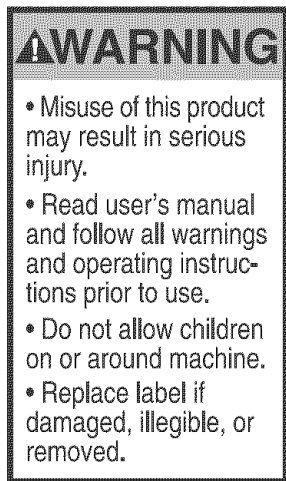 ⚠WARNING
• Misuse of this product
may result in serious
injury.
• Read user's manual
and follow all warnings
and operating instruc-
tions prior to use.
• Do not allow children
on or around machine.
• Replace label if
damaged, illegible, or
removed.